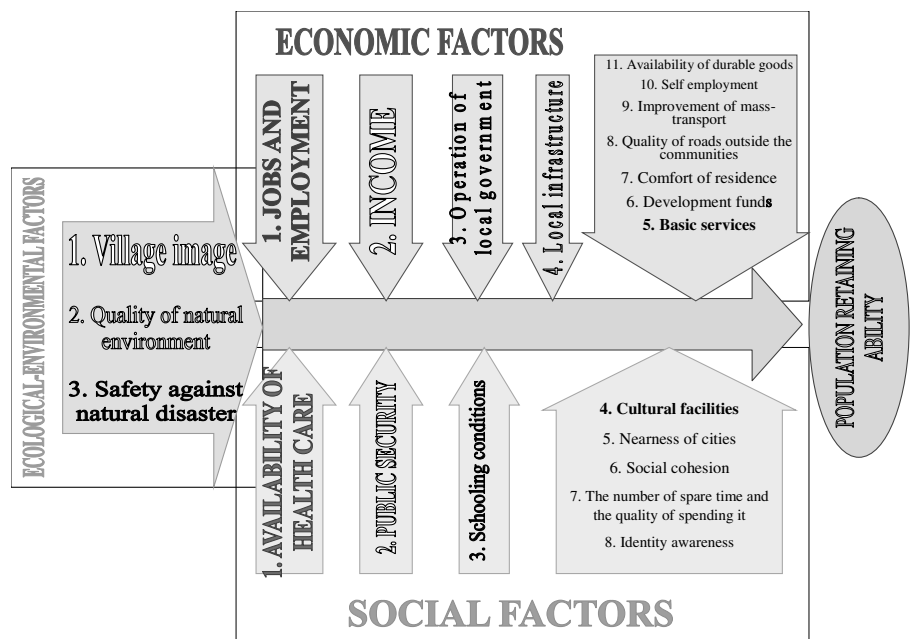 ECONOMIC FACTORS
1. JOBS AND
EMPLOYMENT
2. INCOME
3. Operation of
local government
4. Local infrastructure
11. Availability of durable goods
10. Self employment
9. Improvement of mass-
transport
8. Quality of roads outside the
communities
7. Comfort of residence
6. Development funds
5. Basic services
ECOLOGICAL-ENVIRONMENTAL FACTORS
1. Village image
2. Quality of natural
environment
3. Safety against
natural disaster
POPULATION RETAINING
ABILITY
1. AVAILABILITY OF
HEALTH CARE
2. PUBLIC SECURITY
3. Schooling conditions
4. Cultural facilities
5. Nearness of cities
6. Social cohesion
7. The number of spare time and
the quality of spending it
8. Identity awareness
SOCIAL FACTORS